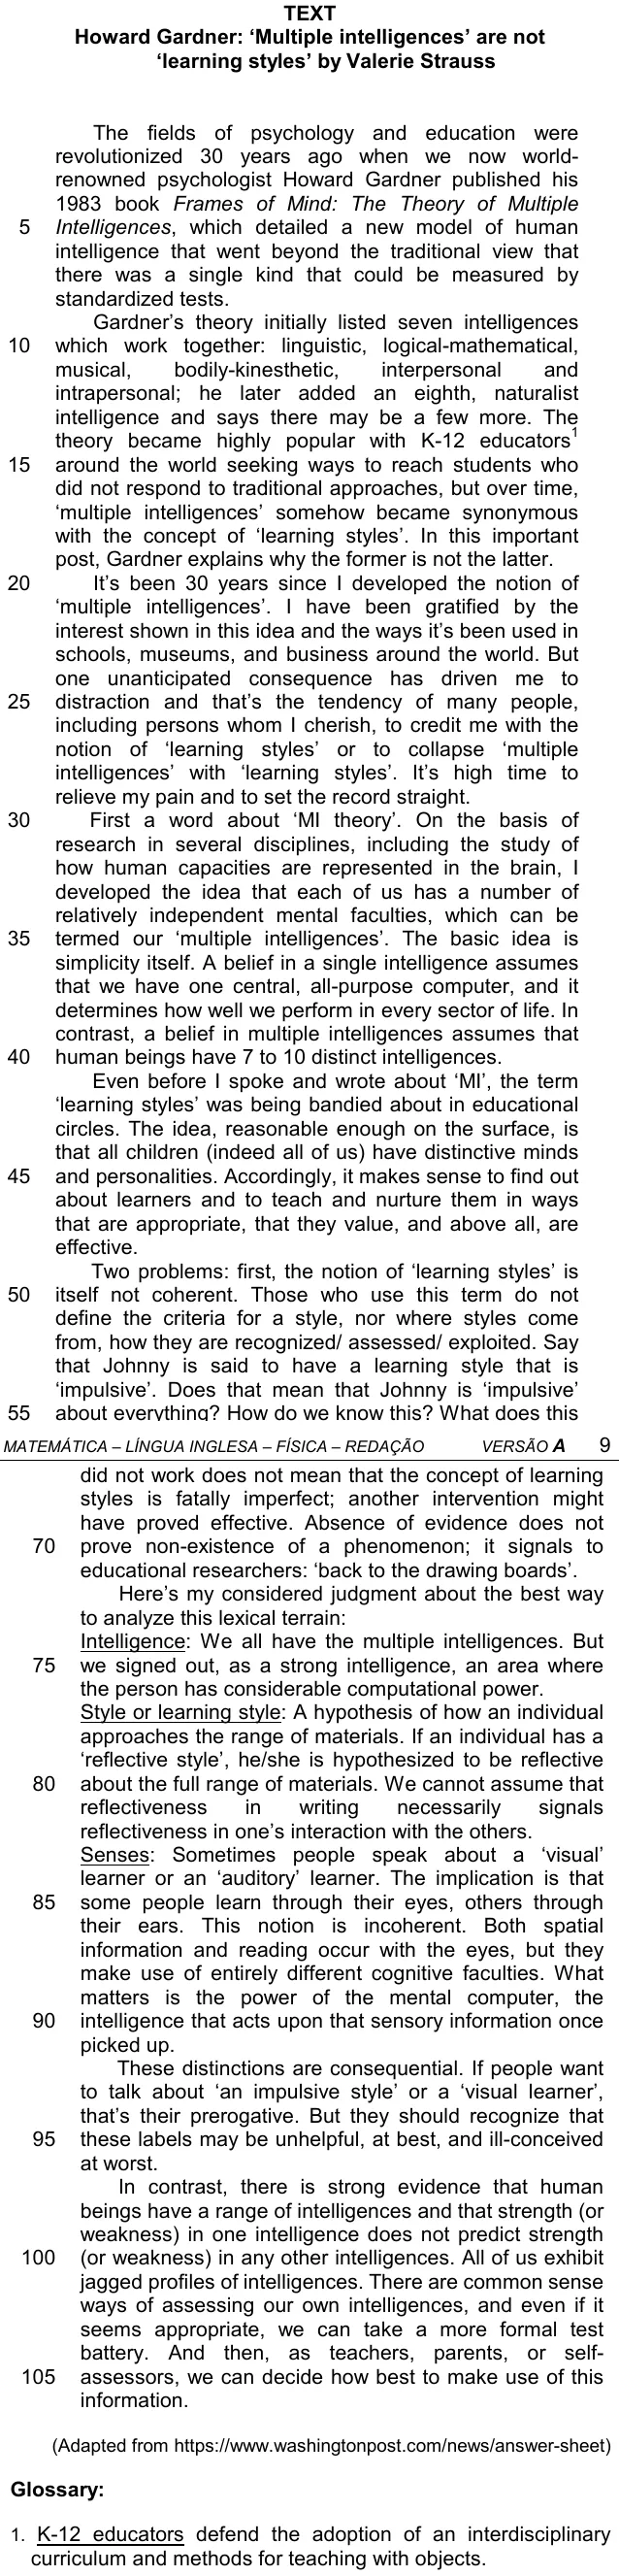 TEXT
Howard Gardner: ‘Multiple intelligences’ are not
‘learning styles’ by Valerie Strauss
The fields of psychology and education were
revolutionized 30 years ago when we now world-
renowned psychologist Howard Gardner published his
1983 book Frames of Mind: The Theory of Multiple
5 Intelligences, which detailed a new model of human
intelligence that went beyond the traditional view that
there was a single kind that could be measured by
standardized tests.
Gardner’s theory initially listed seven intelligences
10 which work together: linguistic, logical-mathematical,
musical, bodily-kinesthetic, interpersonal and
intrapersonal; he later added an eighth, naturalist
intelligence and says there may be a few more. The
theory became highly popular with K-12 educators1
15 around the world seeking ways to reach students who
did not respond to traditional approaches, but over time,
‘multiple intelligences’ somehow became synonymous
with the concept of ‘learning styles’. In this important
post, Gardner explains why the former is not the latter.
20 It’s been 30 years since I developed the notion of
‘multiple intelligences’. I have been gratified by the
interest shown in this idea and the ways it’s been used in
schools, museums, and business around the world. But
one unanticipated consequence has driven me to
25 distraction and that’s the tendency of many people,
including persons whom I cherish, to credit me with the
notion of ‘learning styles’ or to collapse ‘multiple
intelligences’ with ‘learning styles’. It’s high time to
relieve my pain and to set the record straight.
30 First a word about ‘MI theory’. On the basis of
research in several disciplines, including the study of
how human capacities are represented in the brain, I
developed the idea that each of us has a number of
relatively independent mental faculties, which can be
35 termed our ‘multiple intelligences’. The basic idea is
simplicity itself. A belief in a single intelligence assumes
that we have one central, all-purpose computer, and it
determines how well we perform in every sector of life. In
contrast, a belief in multiple intelligences assumes that
40 human beings have 7 to 10 distinct intelligences.
Even before I spoke and wrote about ‘MI’, the term
‘learning styles’ was being bandied about in educational
circles. The idea, reasonable enough on the surface, is
that all children (indeed all of us) have distinctive minds
45 and personalities. Accordingly, it makes sense to find out
about learners and to teach and nurture them in ways
that are appropriate, that they value, and above all, are
effective.
Two problems: first, the notion of ‘learning styles’ is
50 itself not coherent. Those who use this term do not
define the criteria for a style, nor where styles come
from, how they are recognized/ assessed/ exploited. Say
that Johnny is said to have a learning style that is
‘impulsive’. Does that mean that Johnny is ‘impulsive’
55 about everything? How do we know this? What does this
MATEMÁTICA – LÍNGUA INGLESA – FÍSICA – REDAÇÃO VERSÃO A 9
did not work does not mean that the concept of learning
styles is fatally imperfect; another intervention might
have proved effective. Absence of evidence does not
70 prove non-existence of a phenomenon; it signals to
educational researchers: ‘back to the drawing boards’.
Here’s my considered judgment about the best way
to analyze this lexical terrain:
Intelligence: We all have the multiple intelligences. But
75 we signed out, as a strong intelligence, an area where
the person has considerable computational power.
Style or learning style: A hypothesis of how an individual
approaches the range of materials. If an individual has a
‘reflective style’, he/she is hypothesized to be reflective
80 about the full range of materials. We cannot assume that
reflectiveness in writing necessarily signals
reflectiveness in one’s interaction with the others.
Senses: Sometimes people speak about a ‘visual’
learner or an ‘auditory’ learner. The implication is that
85 some people learn through their eyes, others through
their ears. This notion is incoherent. Both spatial
information and reading occur with the eyes, but they
make use of entirely different cognitive faculties. What
matters is the power of the mental computer, the
90 intelligence that acts upon that sensory information once
picked up.
These distinctions are consequential. If people want
to talk about ‘an impulsive style’ or a ‘visual learner’,
that’s their prerogative. But they should recognize that
95 these labels may be unhelpful, at best, and ill-conceived
at worst.
In contrast, there is strong evidence that human
beings have a range of intelligences and that strength (or
weakness) in one intelligence does not predict strength
100 (or weakness) in any other intelligences. All of us exhibit
jagged profiles of intelligences. There are common sense
ways of assessing our own intelligences, and even if it
seems appropriate, we can take a more formal test
battery. And then, as teachers, parents, or self-
105 assessors, we can decide how best to make use of this
information.
(Adapted from https://www.washingtonpost.com/news/answer-sheet)
Glossary:
1. K-12 educators defend the adoption of an interdisciplinary
curriculum and methods for teaching with objects.